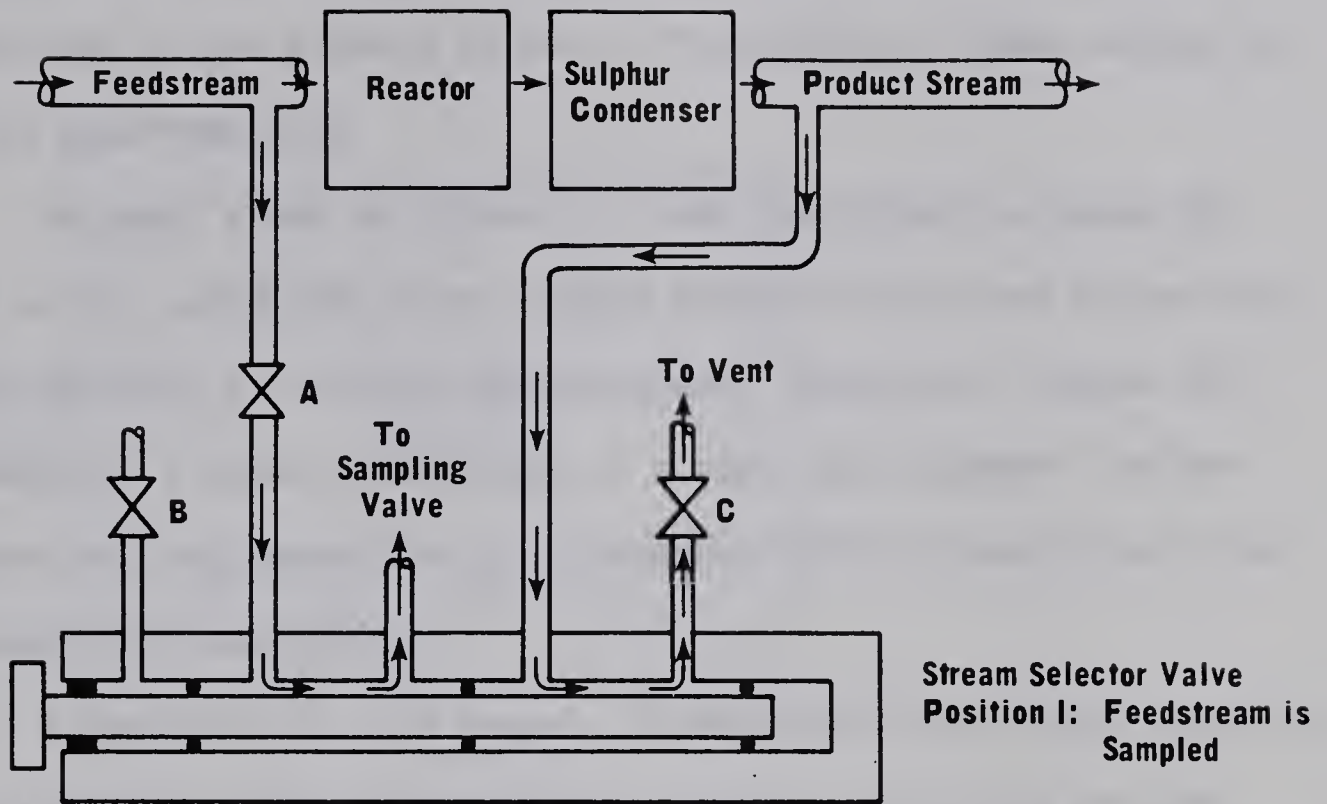 Feedstream
Reactor
Sulphur
Condenser
Product Stream
A
To Vent
To
Sampling
Valve
B
C
Stream Selector Valve
Position I: Feedstream is
Sampled